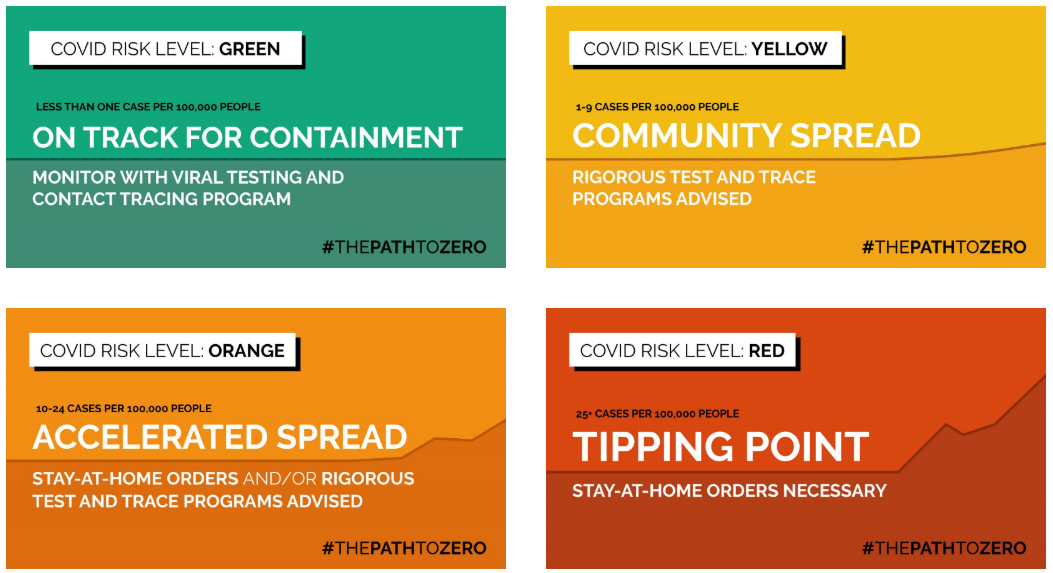 COVID RISK LEVEL: GREEN
LESS THAN ONE CASE PER 100,000 PEOPLE
ON TRACK FOR CONTAINMENT
MONITOR WITH VIRAL TESTING AND
CONTACT TRACING PROGRAM
#THEPATHTOZERO
COVID RISK LEVEL: YELLOW
1-9 CASES PER 100,000 PEOPLE
COMMUNITY SPREAD
RIGOROUS TEST AND TRACE
PROGRAMS ADVISED
#THEPATHTOZERO
COVID RISK LEVEL: ORANGE
10-24 CASES PER 100,000 PEOPLE
ACCELERATED SPREAD
STAY-AT-HOME ORDERS AND/OR RIGOROUS
TEST AND TRACE PROGRAMS ADVISED
#THEPATHTOZERO
COVID RISK LEVEL: RED
25+ CASES PER 100,000 PEOPLE
TIPPING POINT
STAY-AT-HOME ORDERS NECESSARY
#THEPATHTOZERO